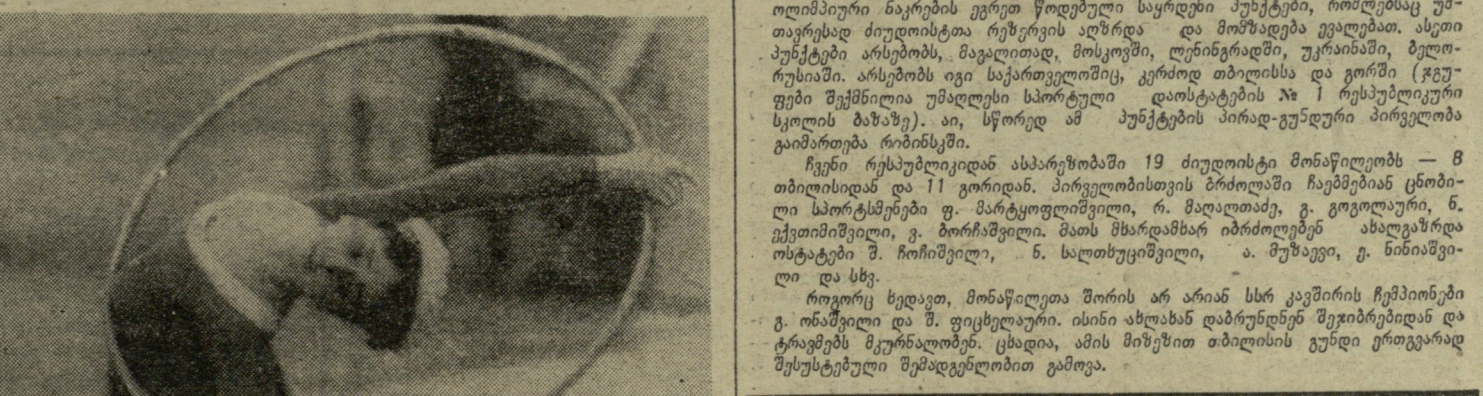 ოლიმპიური ნაკრების ეგრეთ წოდებული საყრდენი პუნქტები, რომლებსაც უმ-
თავრესად ძიუდოისტთა რეზერვის აღზრდა და მომზადება ევალებათ. ასეთი
პუნქტები არსებობს, მაგალითად, მოსკოვში, ლენინგრადში, უკრაინაში, ბელო-
რუსიაში. არსებობს იგი საქართველოშიც, კერძოდ თბილისსა და გორში (ჯგუ-
ფები შექმნილია უმაღლესი სპორტული დაოსტატების № 1 რესპუბლიკური
სკოლის ბაზაზე). აი, სწორედ ამ პუნქტების პირად-გუნდური პირველობა
გაიმართება რიბინსკში.
ჩვენი რესპუბლიკიდან ასპარეზობაში 19 ძიუდოისტი მონაწილეობს — 8
თბილისიდან და 11 გორიდან. პირველობისთვის ბრძოლაში ჩაებმებიან ცნობი-
ლი სპორტსმენები ფ. მარტყოფლიშვილი, რ. მაღალთაძე, გ. გოგოლაური, ნ.
ექვთიმიშვილი, ვ. ბორჩაშვილი. მათს მხარდამხარ იბრძოლებენ ახალგაზრდა
ოსტატები შ. ჩოჩიშვილი, ნ. სალთხუციშვილი, ა. მუზაევი, ე. ნინიაშვი-
ლი და სხვ.
როგორც ხედავთ, მონაწილეთა შორის არ არიან სსრ კავშირის ჩემპიონები
გ. ონაშვილი და შ. ფიცხელაური. ისინი ახლახან დაბრუნდნენ შეჯიბრებიდან და
ტრავმებს მკურნალობენ. ცხადია, ამის მიზეზით თბილისის გუნდი ერთგვარად
შესუსტებული შემადგენლობით გამოვა.